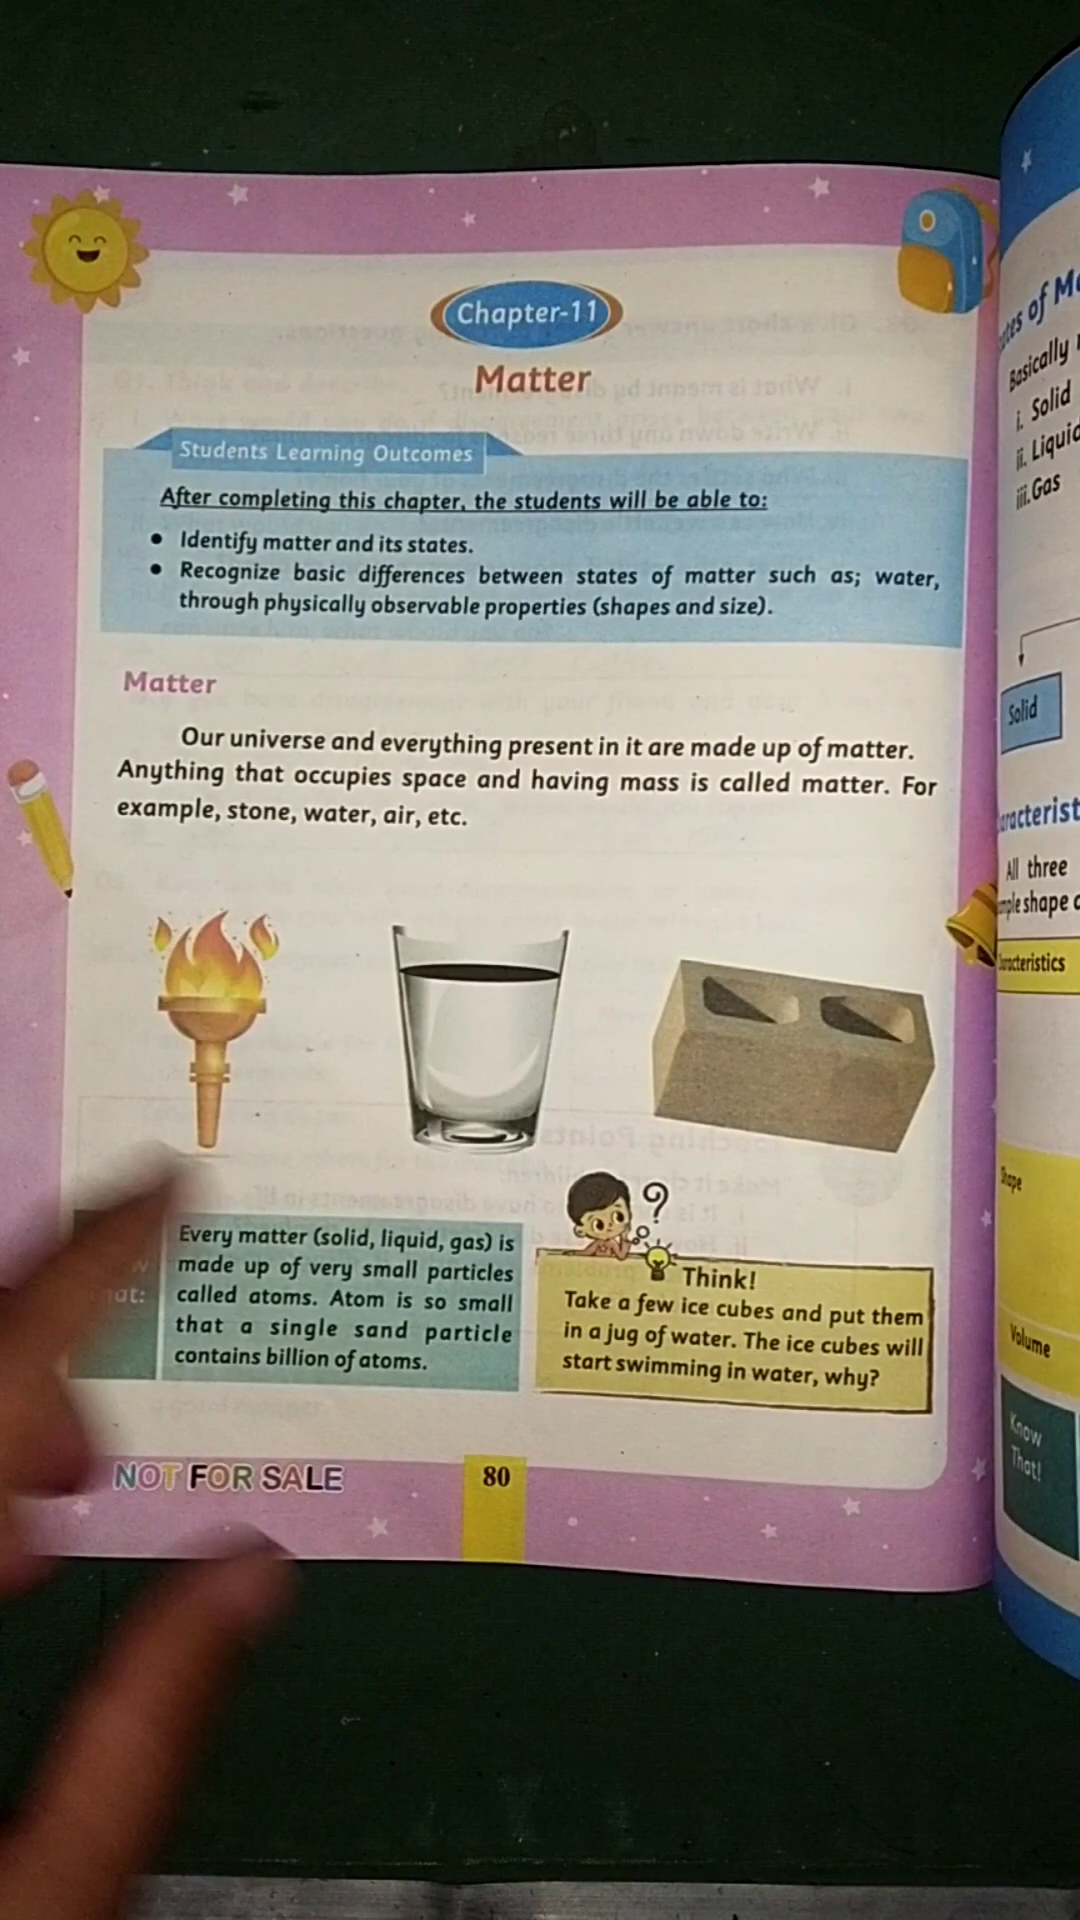 Chapter-11
Matter
Students Learning Outcomes
After completing this chapter, the students will be able to:
• Identify matter and its states.
• Recognize basic differences between states of matter such as; water,
through physically observable properties (shapes and size).
Matter
Our universe and everything present in it are made up of matter.
Anything that occupies space and having mass is called matter. For
example, stone, water, air, etc.
Every matter (solid, liquid, gas) is
made up of very small particles
called atoms. Atom is so small
that a single sand particle
contains billion of atoms.
?
Think!
Take a few ice cubes and put them
in a jug of water. The ice cubes will
start swimming in water, why?
NOT FOR SALE
80
of
Basically
i. Solid
ii.
iii. Gas
Solid
All three
shape
Volume
Know
That!